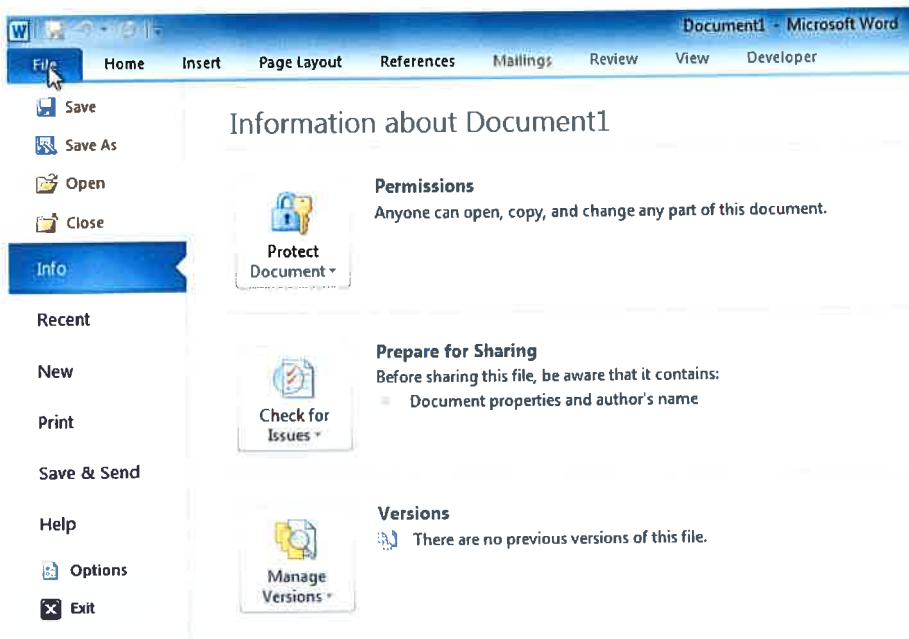 W
Document1 - Microsoft Word
File Home Insert Page Layout References Mailings Review View Developer
Save
Save As
Open
Close
Info
Recent
New
Print
Save & Send
Help
Options
Exit
Information about Document1
Protect
Document
Permissions
Anyone can open, copy, and change any part of this document.
Check for
Issues
Prepare for Sharing
Before sharing this file, be aware that it contains:
Document properties and author's name
Manage
Versions
Versions
There are no previous versions of this file.